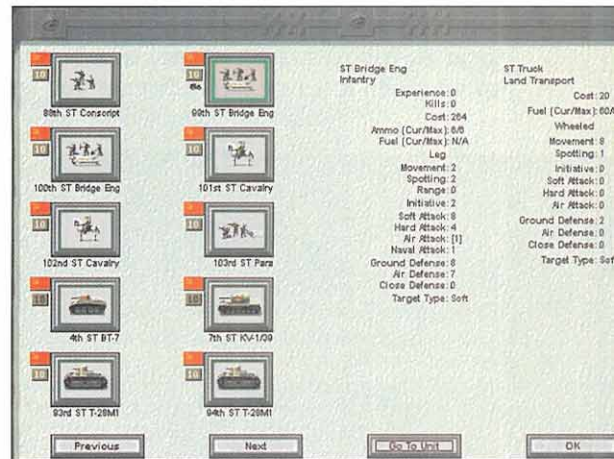 10
88th ST Conscript
10
99th ST Bridge Eng
10
100th ST Bridge Eng
10
101st ST Cavalry
10
102nd ST Cavalry
10
103rd ST Para
10
4th ST BT-7
10
7th ST KV-1/39
10
93rd ST T-28M1
10
94th ST T-28M1
ST Bridge Eng
Infantry
Experience: 0
Kills: 0
Cost: 264
Ammo (Cur/Max): 6/6
Fuel (Cur/Max): N/A
Leg
Movement: 2
Spotting: 2
Range: 0
Initiative: 2
Soft Attack: 8
Hard Attack: 4
Air Attack: [1]
Naval Attack: 1
Ground Defense: 8
Air Defense: 7
Close Defense: 0
Target Type: Soft
ST Truck
Land Transport
Cost: 20
Fuel (Cur/Max): 60/
Wheeled
Movement: 8
Spotting: 1
Initiative: 0
Soft Attack: 0
Hard Attack: 0
Air Attack: 0
Ground Defense: 2
Air Defense: 0
Close Defense: 0
Target Type: Sof
Previous
Next
Go To Unit
OK